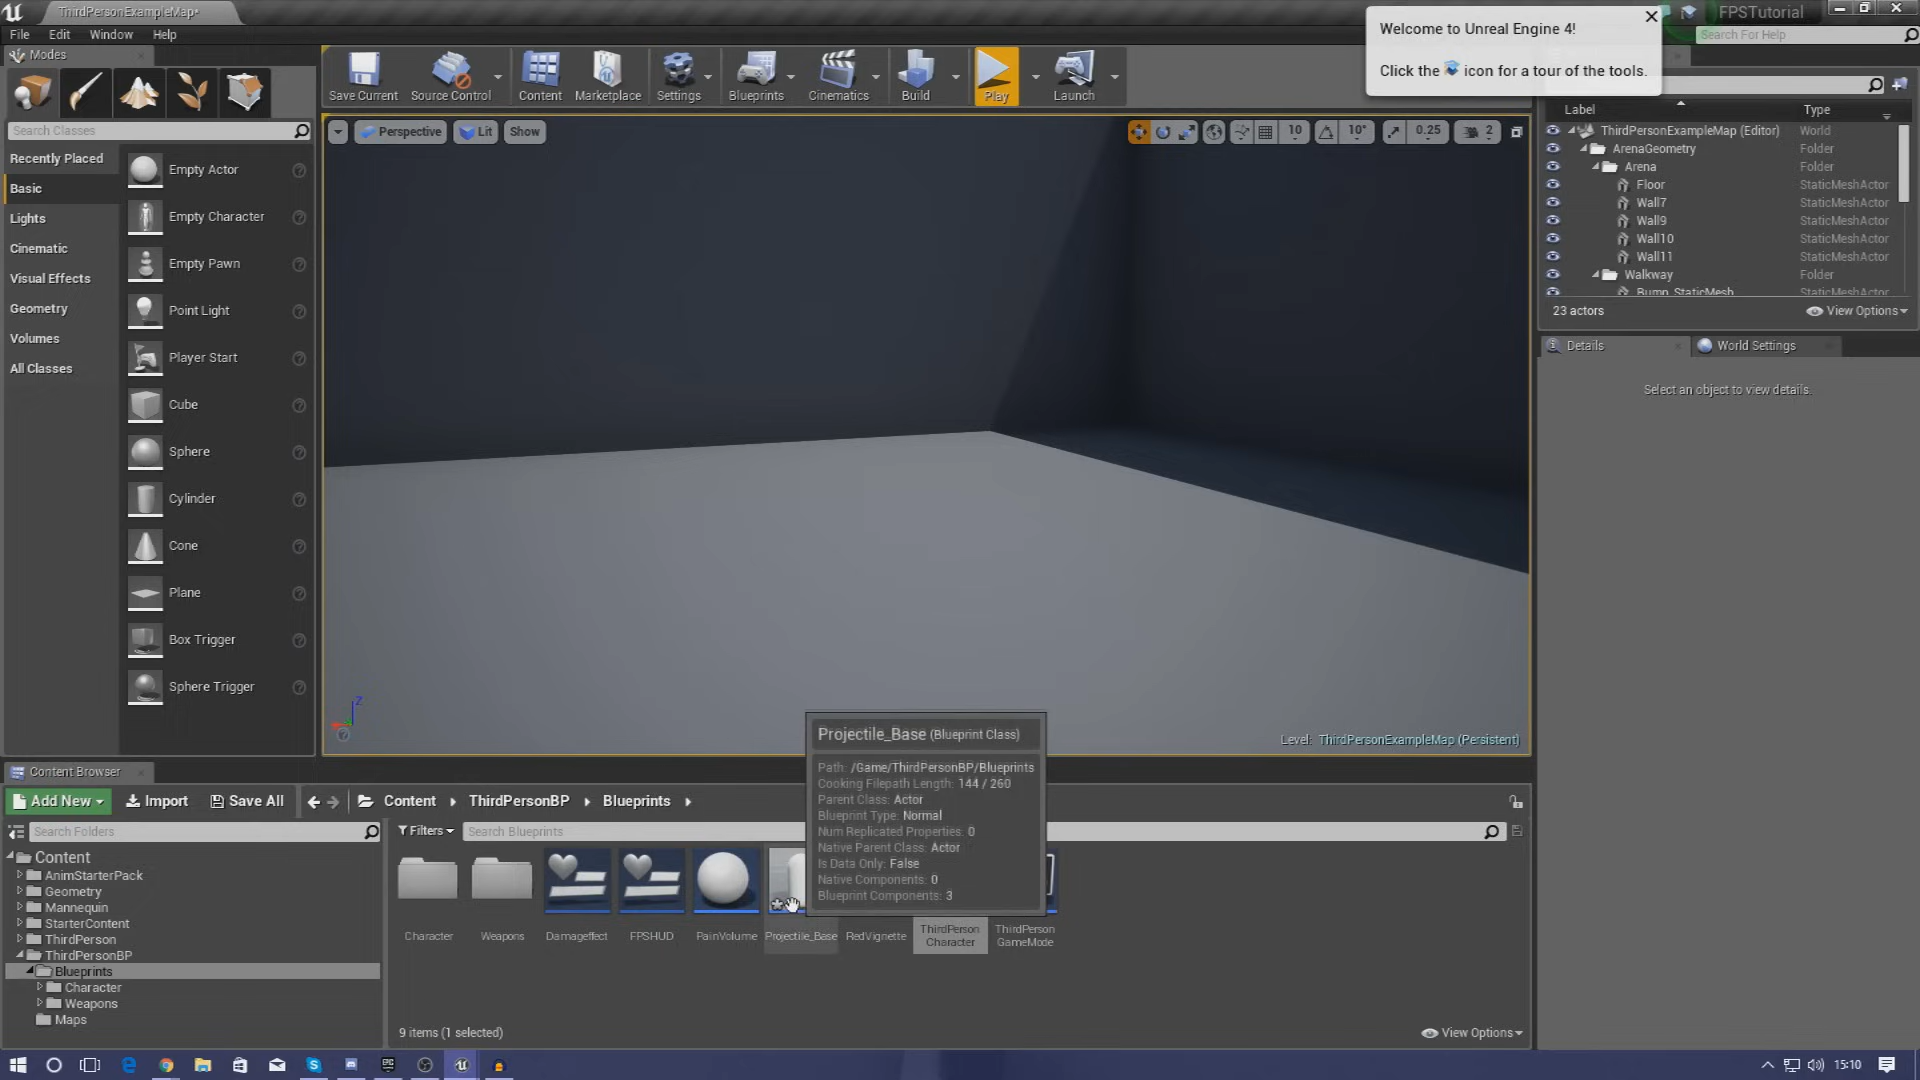 ThirdPersonExampleMap*
FPSTutorial
File Edit Window Help
Search For Help
Welcome to Unreal Engine 4!
Click the icon for a tour of the tools.
Modes
Save Current
Source Control
Content
Marketplace
Settings
Blueprints
Cinematics
Build
Play
Launch
Search Classes
Recently Placed
Basic
Lights
Cinematic
Visual Effects
Geometry
Volumes
All Classes
Empty Actor
Empty Character
Empty Pawn
Point Light
Player Start
Cube
Sphere
Cylinder
Cone
Plane
Box Trigger
Sphere Trigger
Perspective Lit Show
10 10° 0.25 2
Z
Level: ThirdPersonExampleMap (Persistent)
Label Type
ThirdPersonExampleMap (Editor) World
ArenaGeometry Folder
Arena Folder
Floor StaticMeshActor
Wall7 StaticMeshActor
Wall9 StaticMeshActor
Wall10 StaticMeshActor
Wall11 StaticMeshActor
Walkway Folder
Bump_StaticMesh StaticMeshActor
23 actors View Options
Details World Settings
Select an object to view details.
Projectile_Base (Blueprint Class)
Path: /Game/ThirdPersonBP/Blueprints
Cooking Filepath Length: 144 / 260
Parent Class: Actor
Blueprint Type: Normal
Num Replicated Properties: 0
Native Parent Class: Actor
Is Data Only: False
Native Components: 0
Blueprint Components: 3
Content Browser
Add New Import Save All Content ThirdPersonBP Blueprints
Search Folders
Filters Search Blueprints
Content
AnimStarterPack
Geometry
Mannequin
StarterContent
ThirdPerson
ThirdPersonBP
Blueprints
Character
Weapons
Maps
Character
Weapons
Damageffect
FPSHUD
PainVolume
Projectile_Base
RedVignette
ThirdPerson
Character
ThirdPerson
GameMode
9 items (1 selected) View Options
15:10